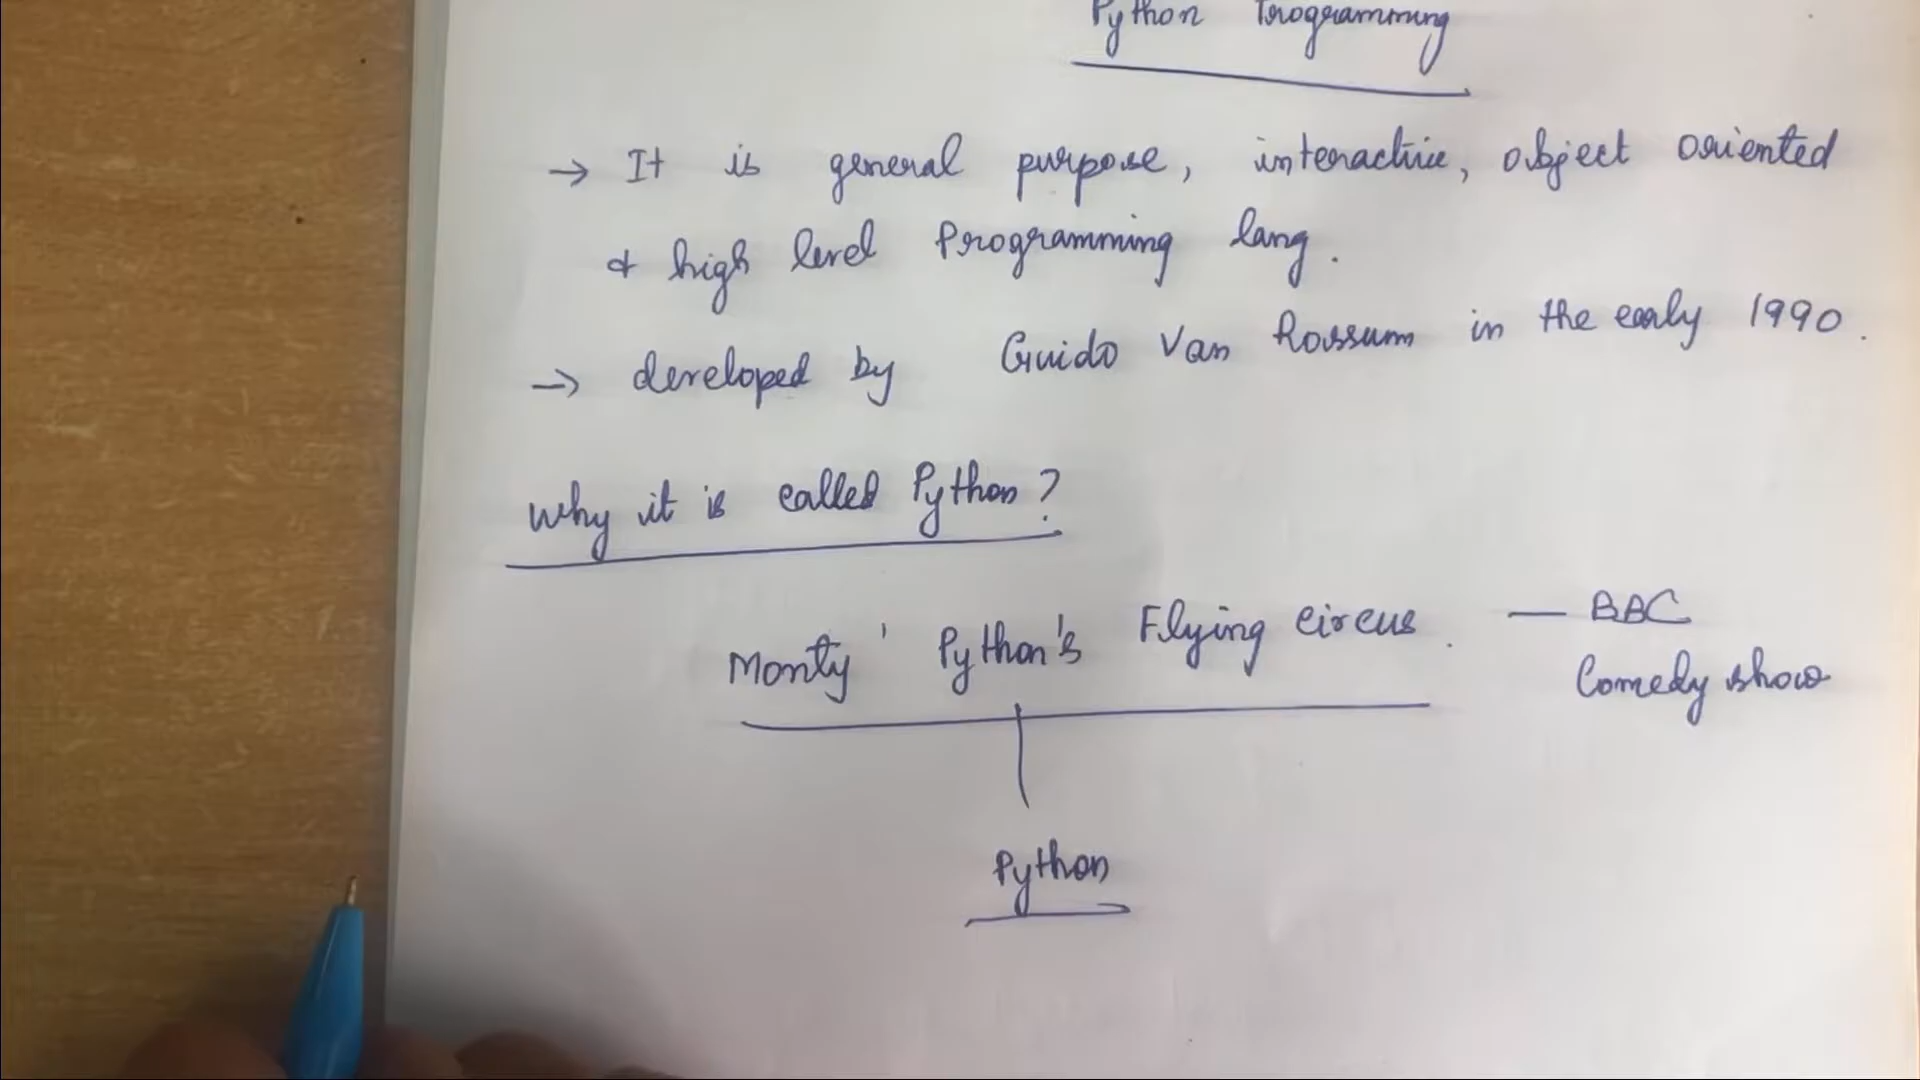 Python Programming
→ It is general purpose, interactive, object oriented
& high level Programming lang.
→ developed by Guido Van Rossum in the early 1990.
Why it is called Python?
Monty' Python's Flying circus. — BBC
Comedy show
Python